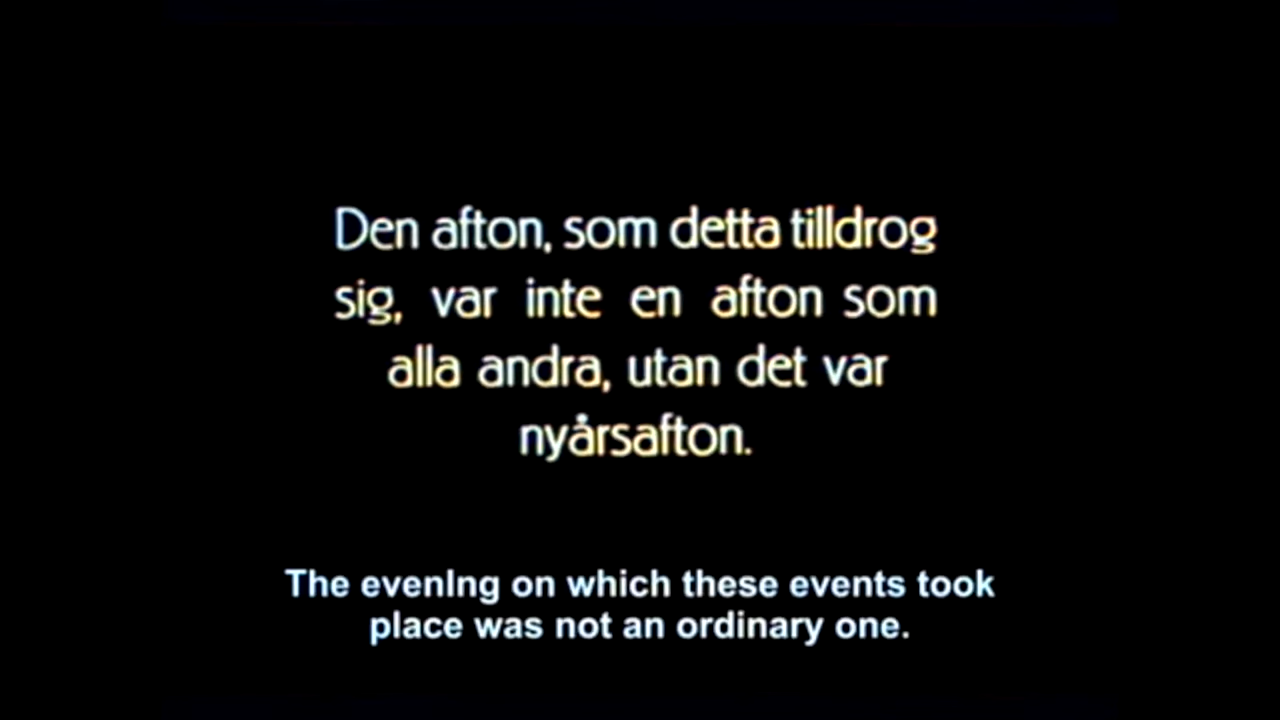 Den afton, som detta tilldrog
sig, var inte en afton som
alla andra, utan det var
nyårsafton.
The evenIng on which these events took
place was not an ordinary one.